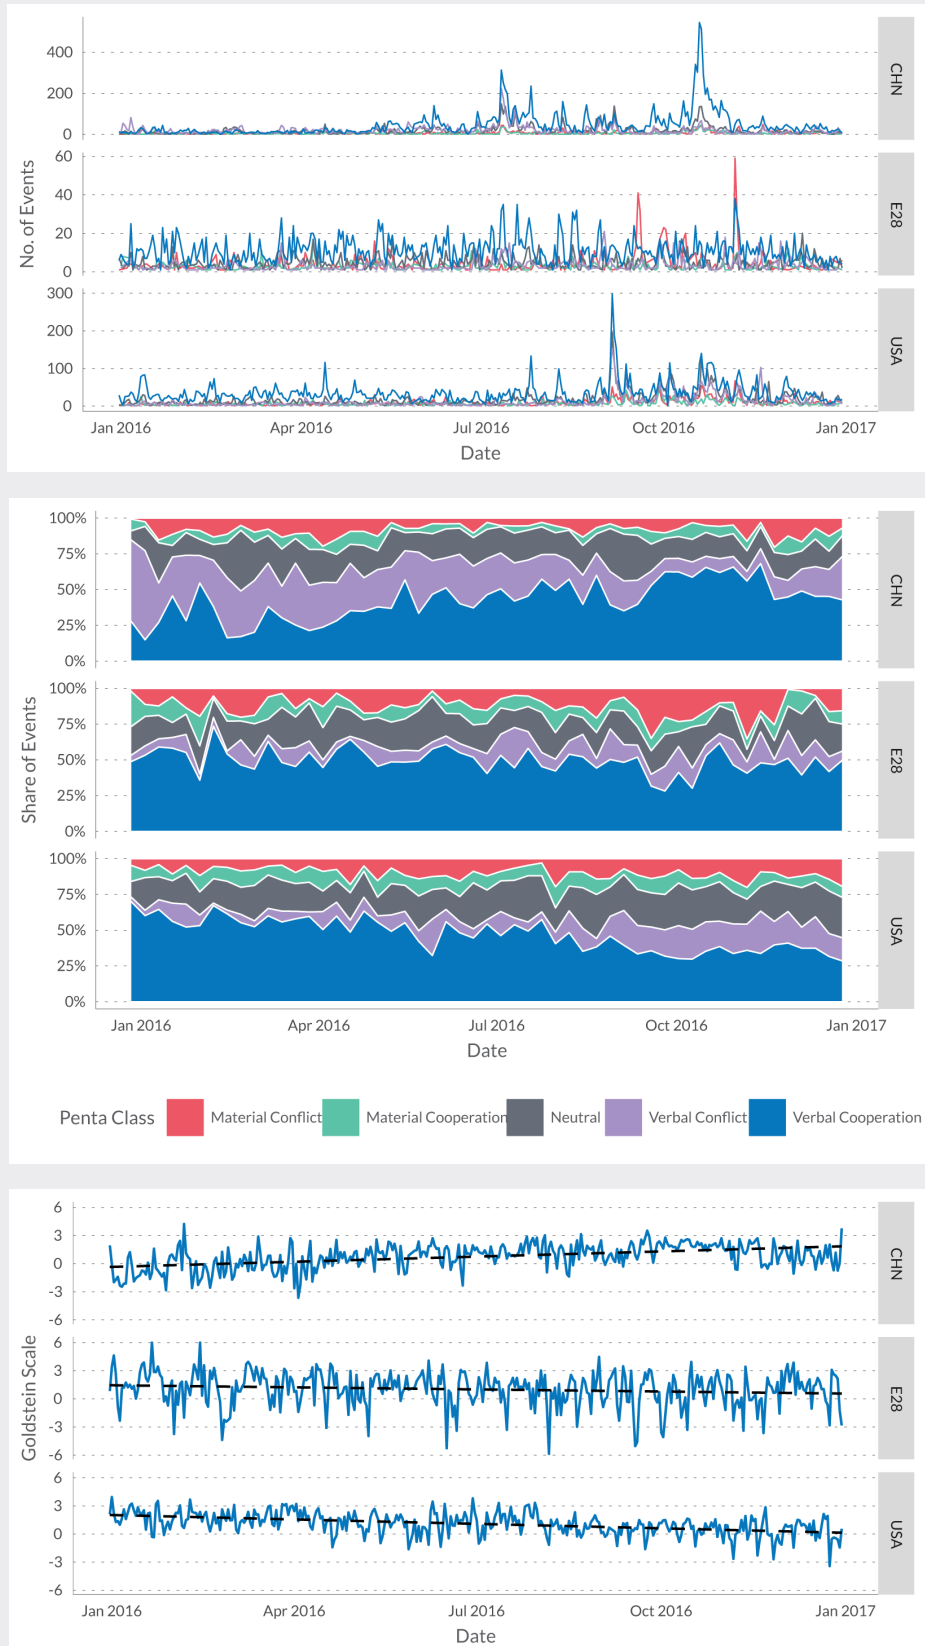 400
200
0
CHN
60
40
20
0
E28
300
200
100
0
USA
No. of Events
Jan 2016 Apr 2016 Jul 2016 Oct 2016 Jan 2017
Date
100%
75%
50%
25%
0%
CHN
100%
75%
50%
25%
0%
E28
100%
75%
50%
25%
0%
USA
Share of Events
Jan 2016 Apr 2016 Jul 2016 Oct 2016 Jan 2017
Date
Penta Class Material Conflict Material Cooperation Neutral Verbal Conflict Verbal Cooperation
6
3
0
-3
-6
CHN
6
3
0
-3
-6
E28
6
3
0
-3
-6
USA
Goldstein Scale
Jan 2016 Apr 2016 Jul 2016 Oct 2016 Jan 2017
Date